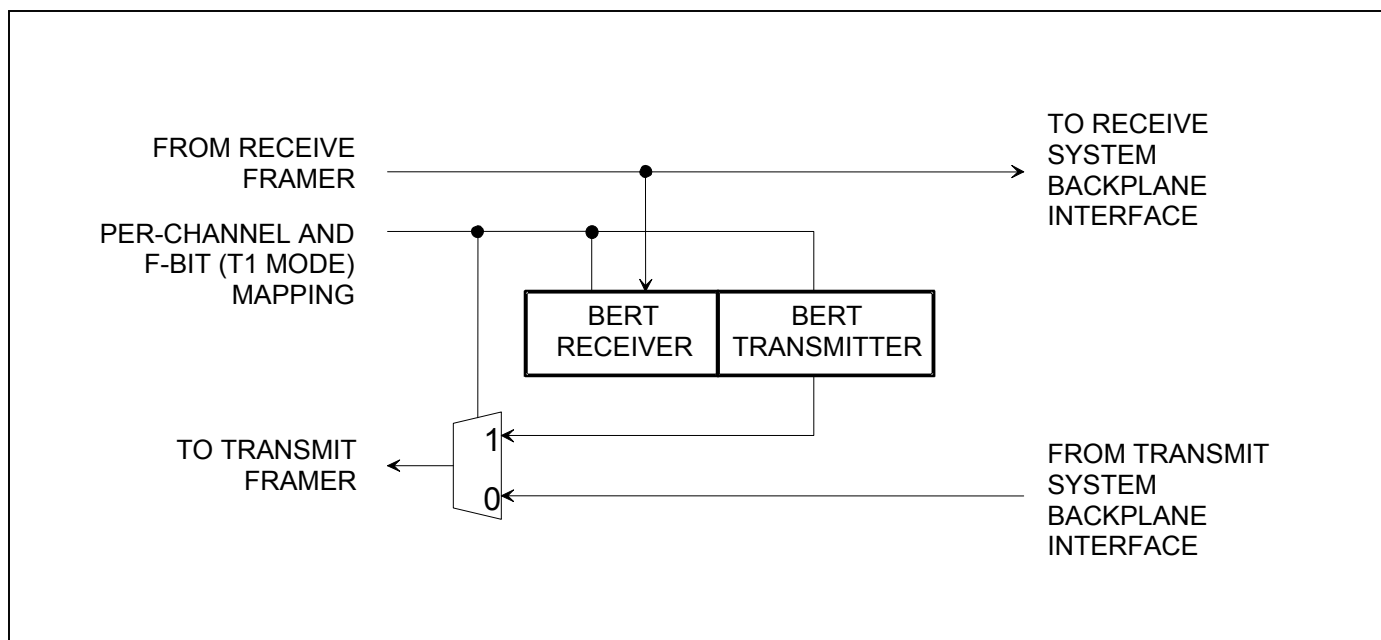 FROM RECEIVE
FRAMER
TO RECEIVE
SYSTEM
BACKPLANE
INTERFACE
PER-CHANNEL AND
F-BIT (T1 MODE)
MAPPING
BERT
RECEIVER
BERT
TRANSMITTER
1
0
TO TRANSMIT
FRAMER
FROM TRANSMIT
SYSTEM
BACKPLANE
INTERFACE